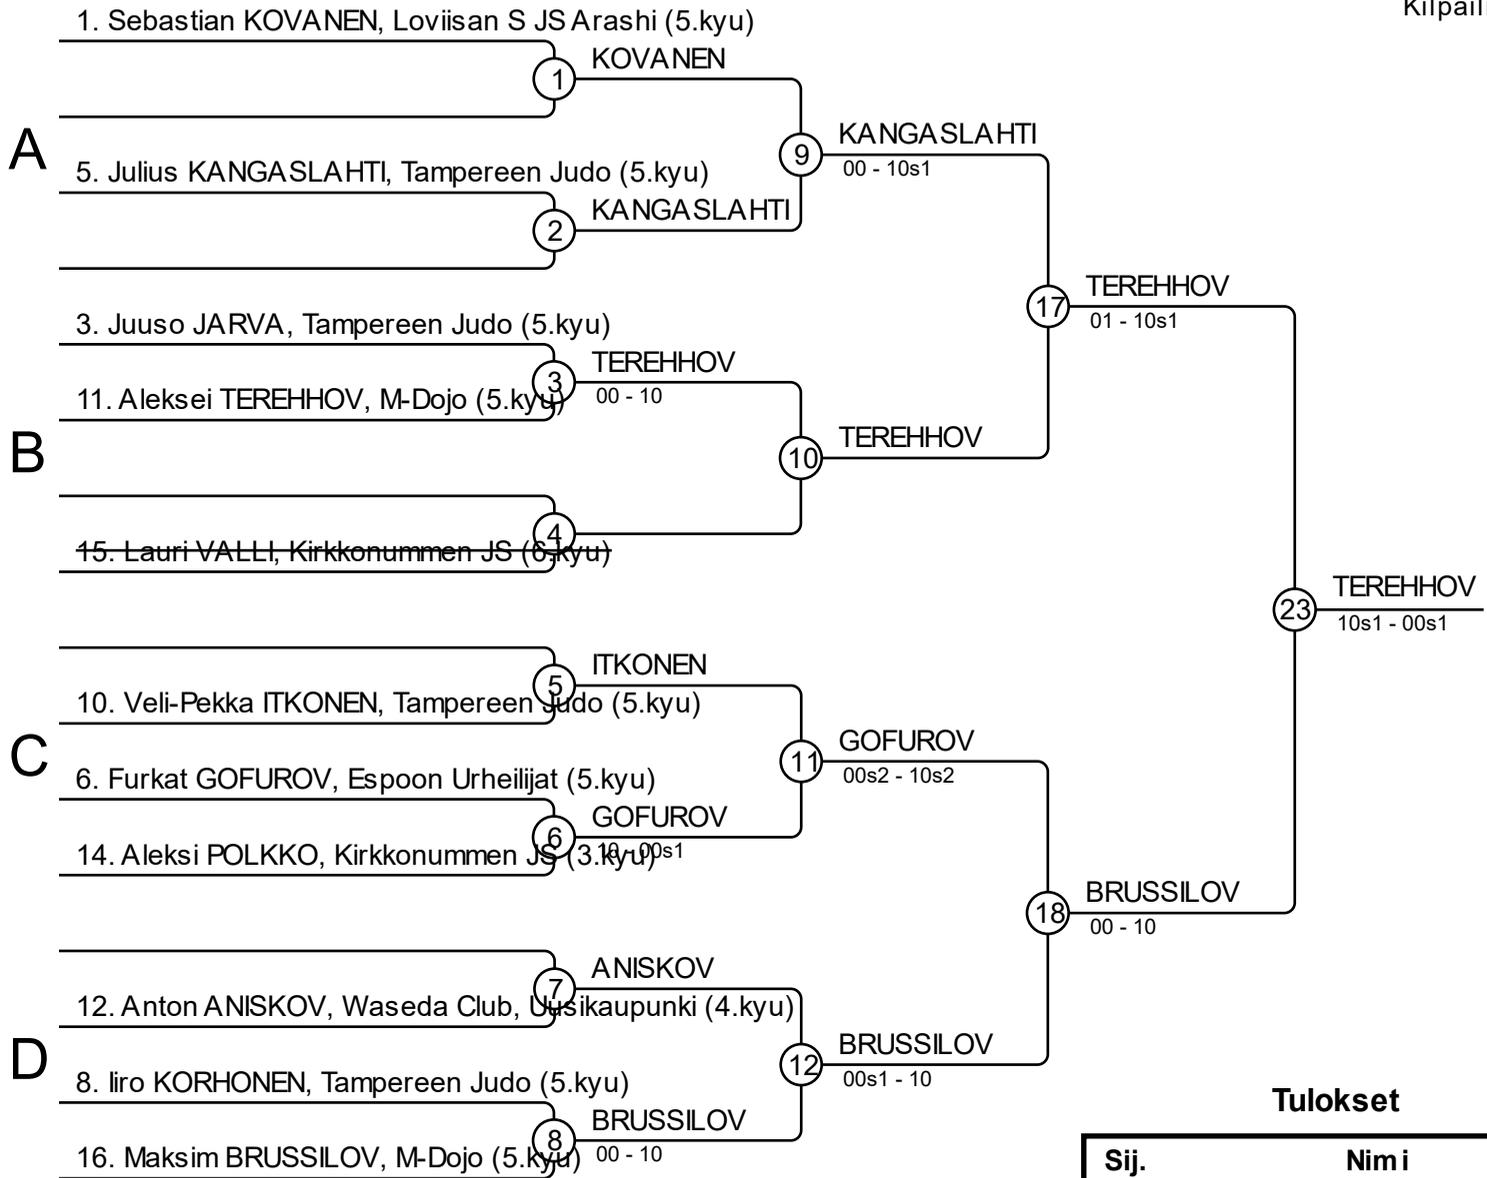 Kilpail
1. Sebastian KOVANEN, Loviisan S JS Arashi (5.kyu)
1
KOVANEN
A
5. Julius KANGASLAHTI, Tampereen Judo (5.kyu)
2
KANGASLAHTI
9
KANGASLAHTI
00 - 10s1
3. Juuso JARVA, Tampereen Judo (5.kyu)
11. Aleksei TEREHHOV, M-Dojo (5.kyu)
3
TEREHHOV
00 - 10
B
4
15. Lauri VALLI, Kirkkonummen JS (6.kyu)
10
TEREHHOV
17
TEREHHOV
01 - 10s1
23
TEREHHOV
10s1 - 00s1
5
ITKONEN
10. Veli-Pekka ITKONEN, Tampereen Judo (5.kyu)
C
6. Furkat GOFUROV, Espoon Urheilijat (5.kyu)
14. Aleksi POLKKO, Kirkkonummen JS (3.kyu)
6
GOFUROV
10 - 00s1
11
GOFUROV
00s2 - 10s2
18
BRUSSILOV
00 - 10
7
ANISKOV
12. Anton ANISKOV, Waseda Club, Uusikaupunki (4.kyu)
D
8. Iiro KORHONEN, Tampereen Judo (5.kyu)
16. Maksim BRUSSILOV, M-Dojo (5.kyu)
8
BRUSSILOV
00 - 10
12
BRUSSILOV
00s1 - 10
Tulokset
Sij. Nimi